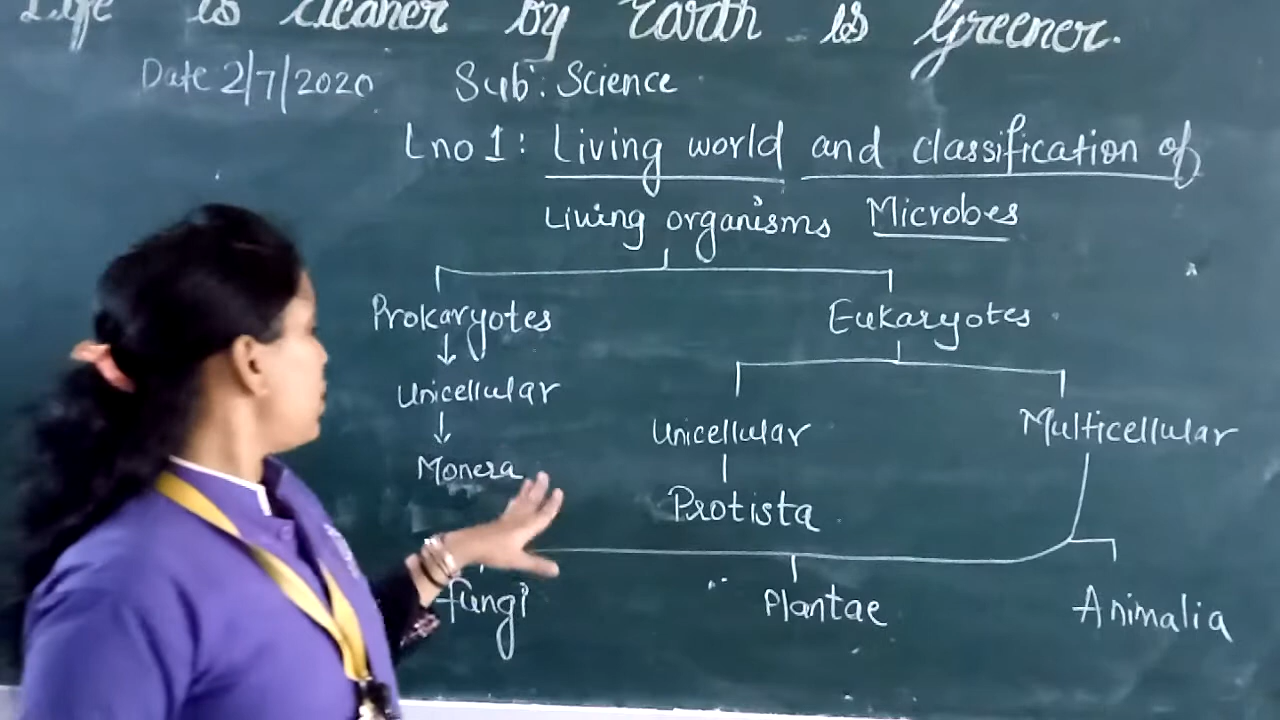 Life is cleaner by Earth is Greener.
Date 2/7/2020 Sub: Science
Lno 1: Living world and classification of
Living organisms Microbes
Prokaryotes Eukaryotes
Unicellular
Unicellular Multicellular
Monera
Protista
fungi Plantae Animalia